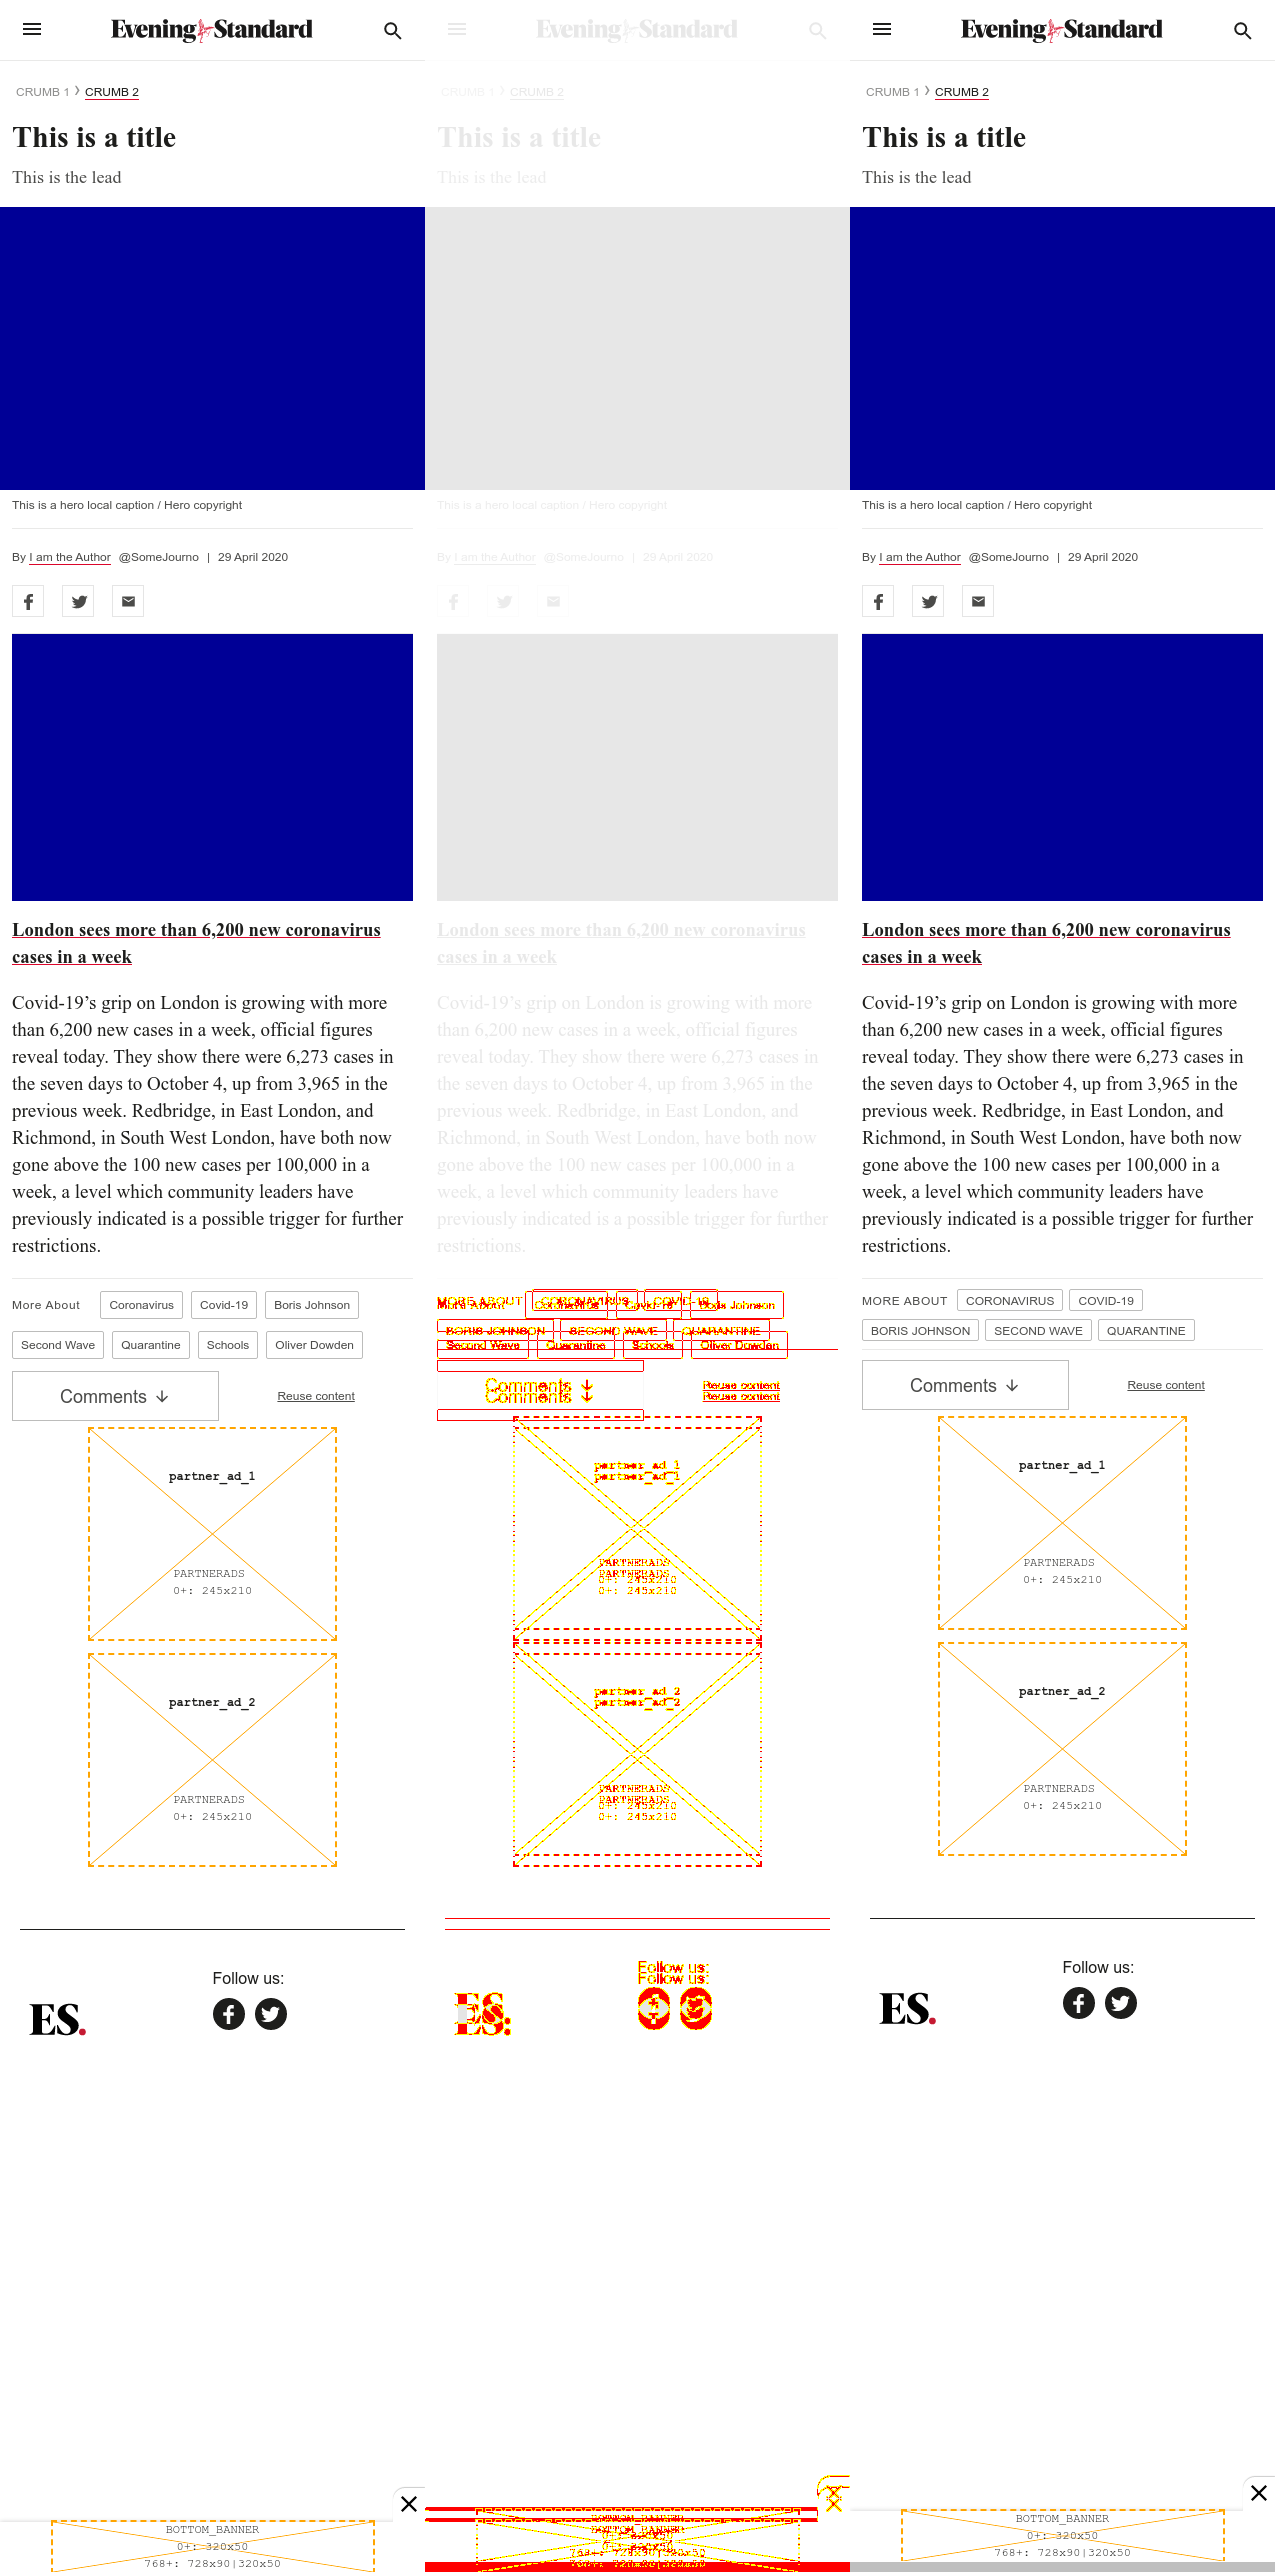 Evening Standard
CRUMB 1 › CRUMB 2
This is a title
This is the lead
This is a hero local caption / Hero copyright
By I am the Author @SomeJourno | 29 April 2020
London sees more than 6,200 new coronavirus
cases in a week
Covid-19’s grip on London is growing with more
than 6,200 new cases in a week, official figures
reveal today. They show there were 6,273 cases in
the seven days to October 4, up from 3,965 in the
previous week. Redbridge, in East London, and
Richmond, in South West London, have both now
gone above the 100 new cases per 100,000 in a
week, a level which community leaders have
previously indicated is a possible trigger for further
restrictions.
More About Coronavirus Covid-19 Boris Johnson
Second Wave Quarantine Schools Oliver Dowden
Comments Reuse content
partner_ad_1
PARTNERADS
0+: 245x210
partner_ad_2
PARTNERADS
0+: 245x210
Follow us:
ES.
BOTTOM_BANNER
0+: 320x50
768+: 728x90|320x50
Evening Standard
CRUMB 1 › CRUMB 2
This is a title
This is the lead
This is a hero local caption / Hero copyright
By I am the Author @SomeJourno | 29 April 2020
London sees more than 6,200 new coronavirus
cases in a week
Covid-19’s grip on London is growing with more
than 6,200 new cases in a week, official figures
reveal today. They show there were 6,273 cases in
the seven days to October 4, up from 3,965 in the
previous week. Redbridge, in East London, and
Richmond, in South West London, have both now
gone above the 100 new cases per 100,000 in a
week, a level which community leaders have
previously indicated is a possible trigger for further
restrictions.
MORE ABOUT
BORIS JOHNSON SECOND WAVE QUARANTINE
Second Wave Quarantine Schools Oliver Dowden
Comments
Comments
Reuse content
Reuse content
partner_ad_1
partner_ad_1
PARTNERADS
PARTNERADS
0+: 245x210
0+: 245x210
partner_ad_2
partner_ad_2
PARTNERADS
PARTNERADS
0+: 245x210
0+: 245x210
Follow us:
Follow us:
ES.
Evening Standard
CRUMB 1 › CRUMB 2
This is a title
This is the lead
This is a hero local caption / Hero copyright
By I am the Author @SomeJourno | 29 April 2020
London sees more than 6,200 new coronavirus
cases in a week
Covid-19’s grip on London is growing with more
than 6,200 new cases in a week, official figures
reveal today. They show there were 6,273 cases in
the seven days to October 4, up from 3,965 in the
previous week. Redbridge, in East London, and
Richmond, in South West London, have both now
gone above the 100 new cases per 100,000 in a
week, a level which community leaders have
previously indicated is a possible trigger for further
restrictions.
MORE ABOUT CORONAVIRUS COVID-19
BORIS JOHNSON SECOND WAVE QUARANTINE
Comments Reuse content
partner_ad_1
PARTNERADS
0+: 245x210
partner_ad_2
PARTNERADS
0+: 245x210
Follow us:
ES.
BOTTOM_BANNER
0+: 320x50
768+: 728x90|320x50